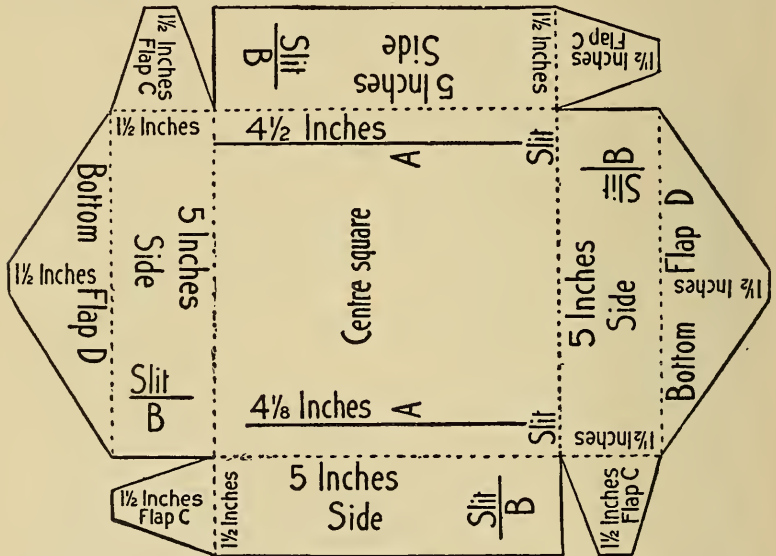 1½ Inches
Flap C
Slit
B
5 Inches
Side
1½ Inches
1½ Inches
Flap C
1½ Inches
4½ Inches
A
Slit
Slit
B
Bottom
Flap D
1½ Inches
5 Inches
Side
Centre square
5 Inches
Side
Bottom
Flap D
1½ Inches
Slit
B
4⅛ Inches
A
Slit
1½ Inches
1½ Inches
Flap C
1½ Inches
5 Inches
Side
Slit
B
1½ Inches
Flap C